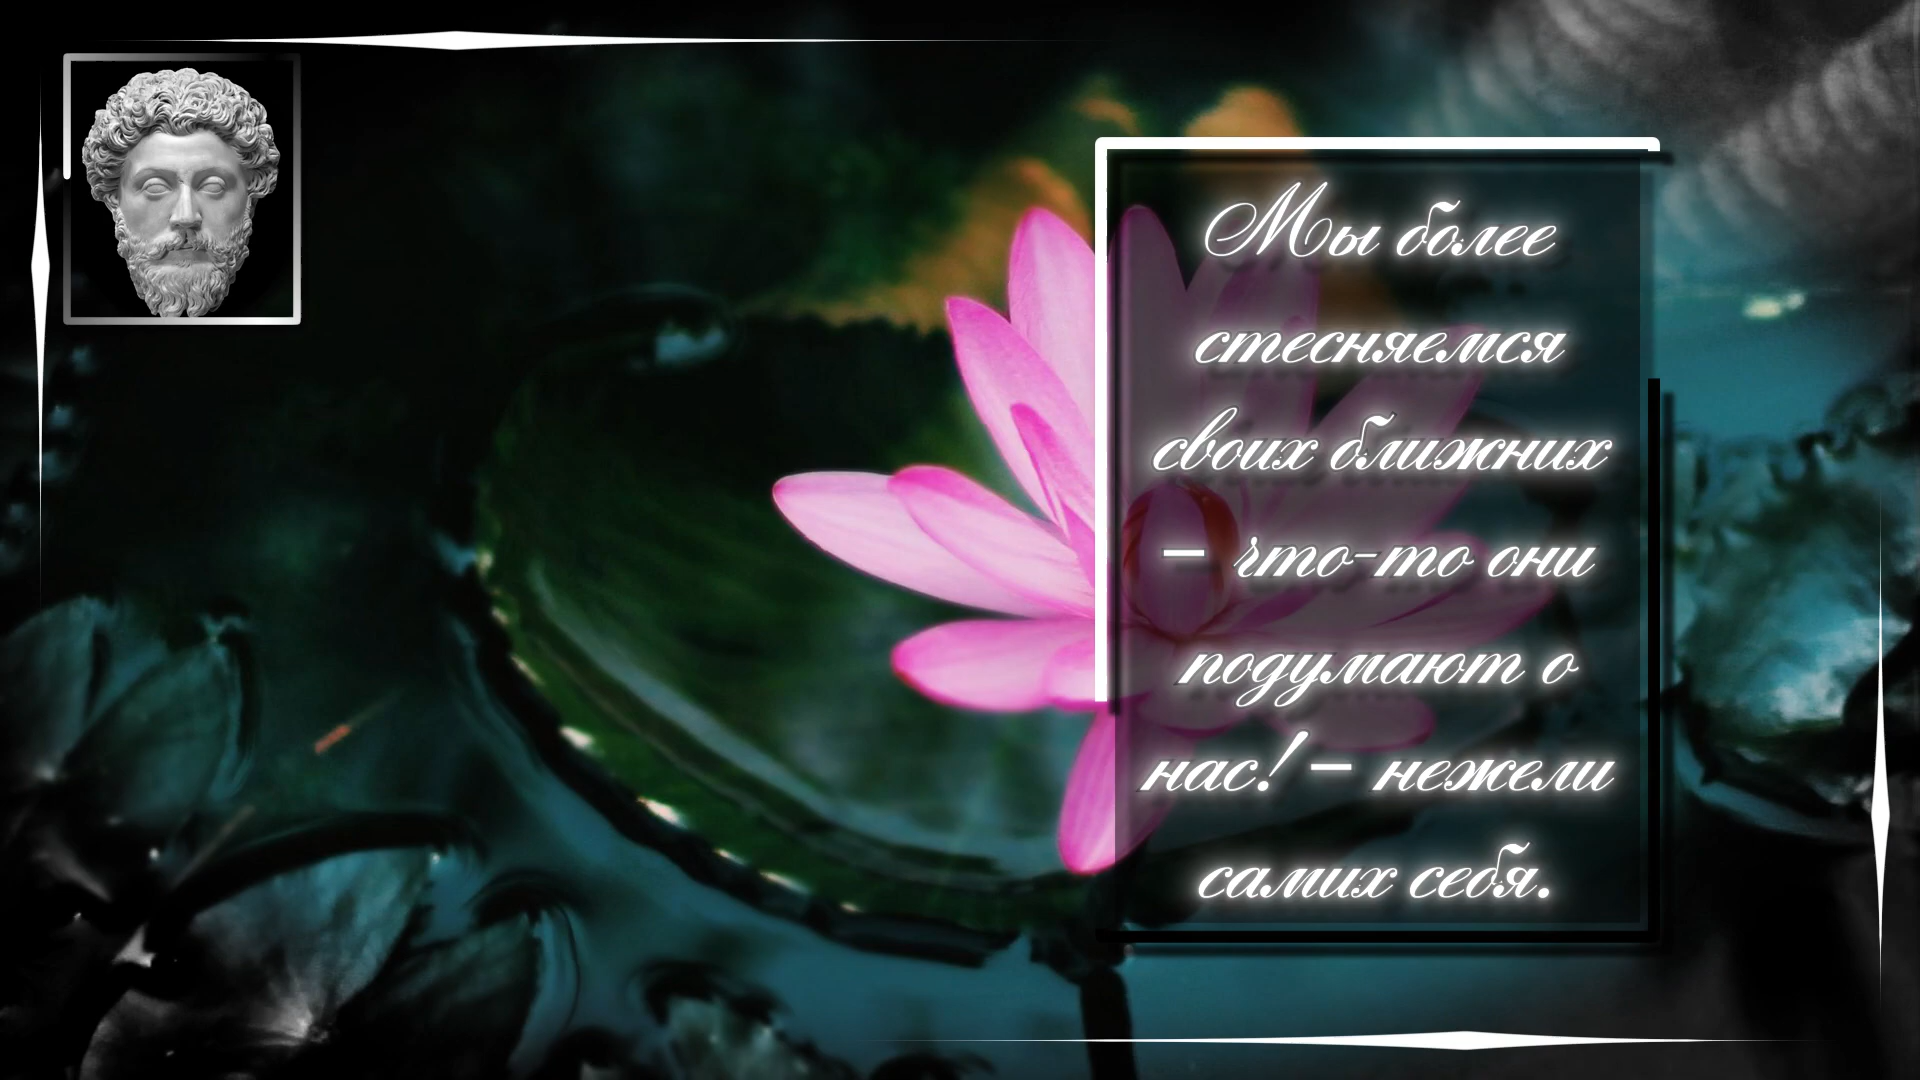 Мы более
стесняемся
своих ближних
– что-то они
подумают о
нас! – нежели
самих себя.